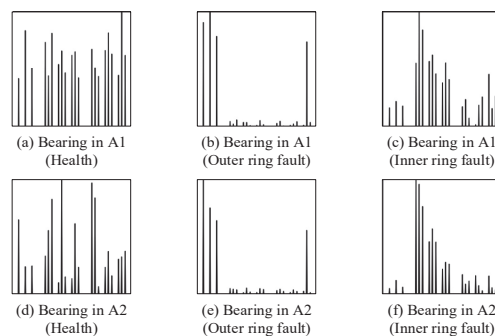 (a) Bearing in A1
(Health)
(b) Bearing in A1
(Outer ring fault)
(c) Bearing in A1
(Inner ring fault)
(d) Bearing in A2
(Health)
(e) Bearing in A2
(Outer ring fault)
(f) Bearing in A2
(Inner ring fault)